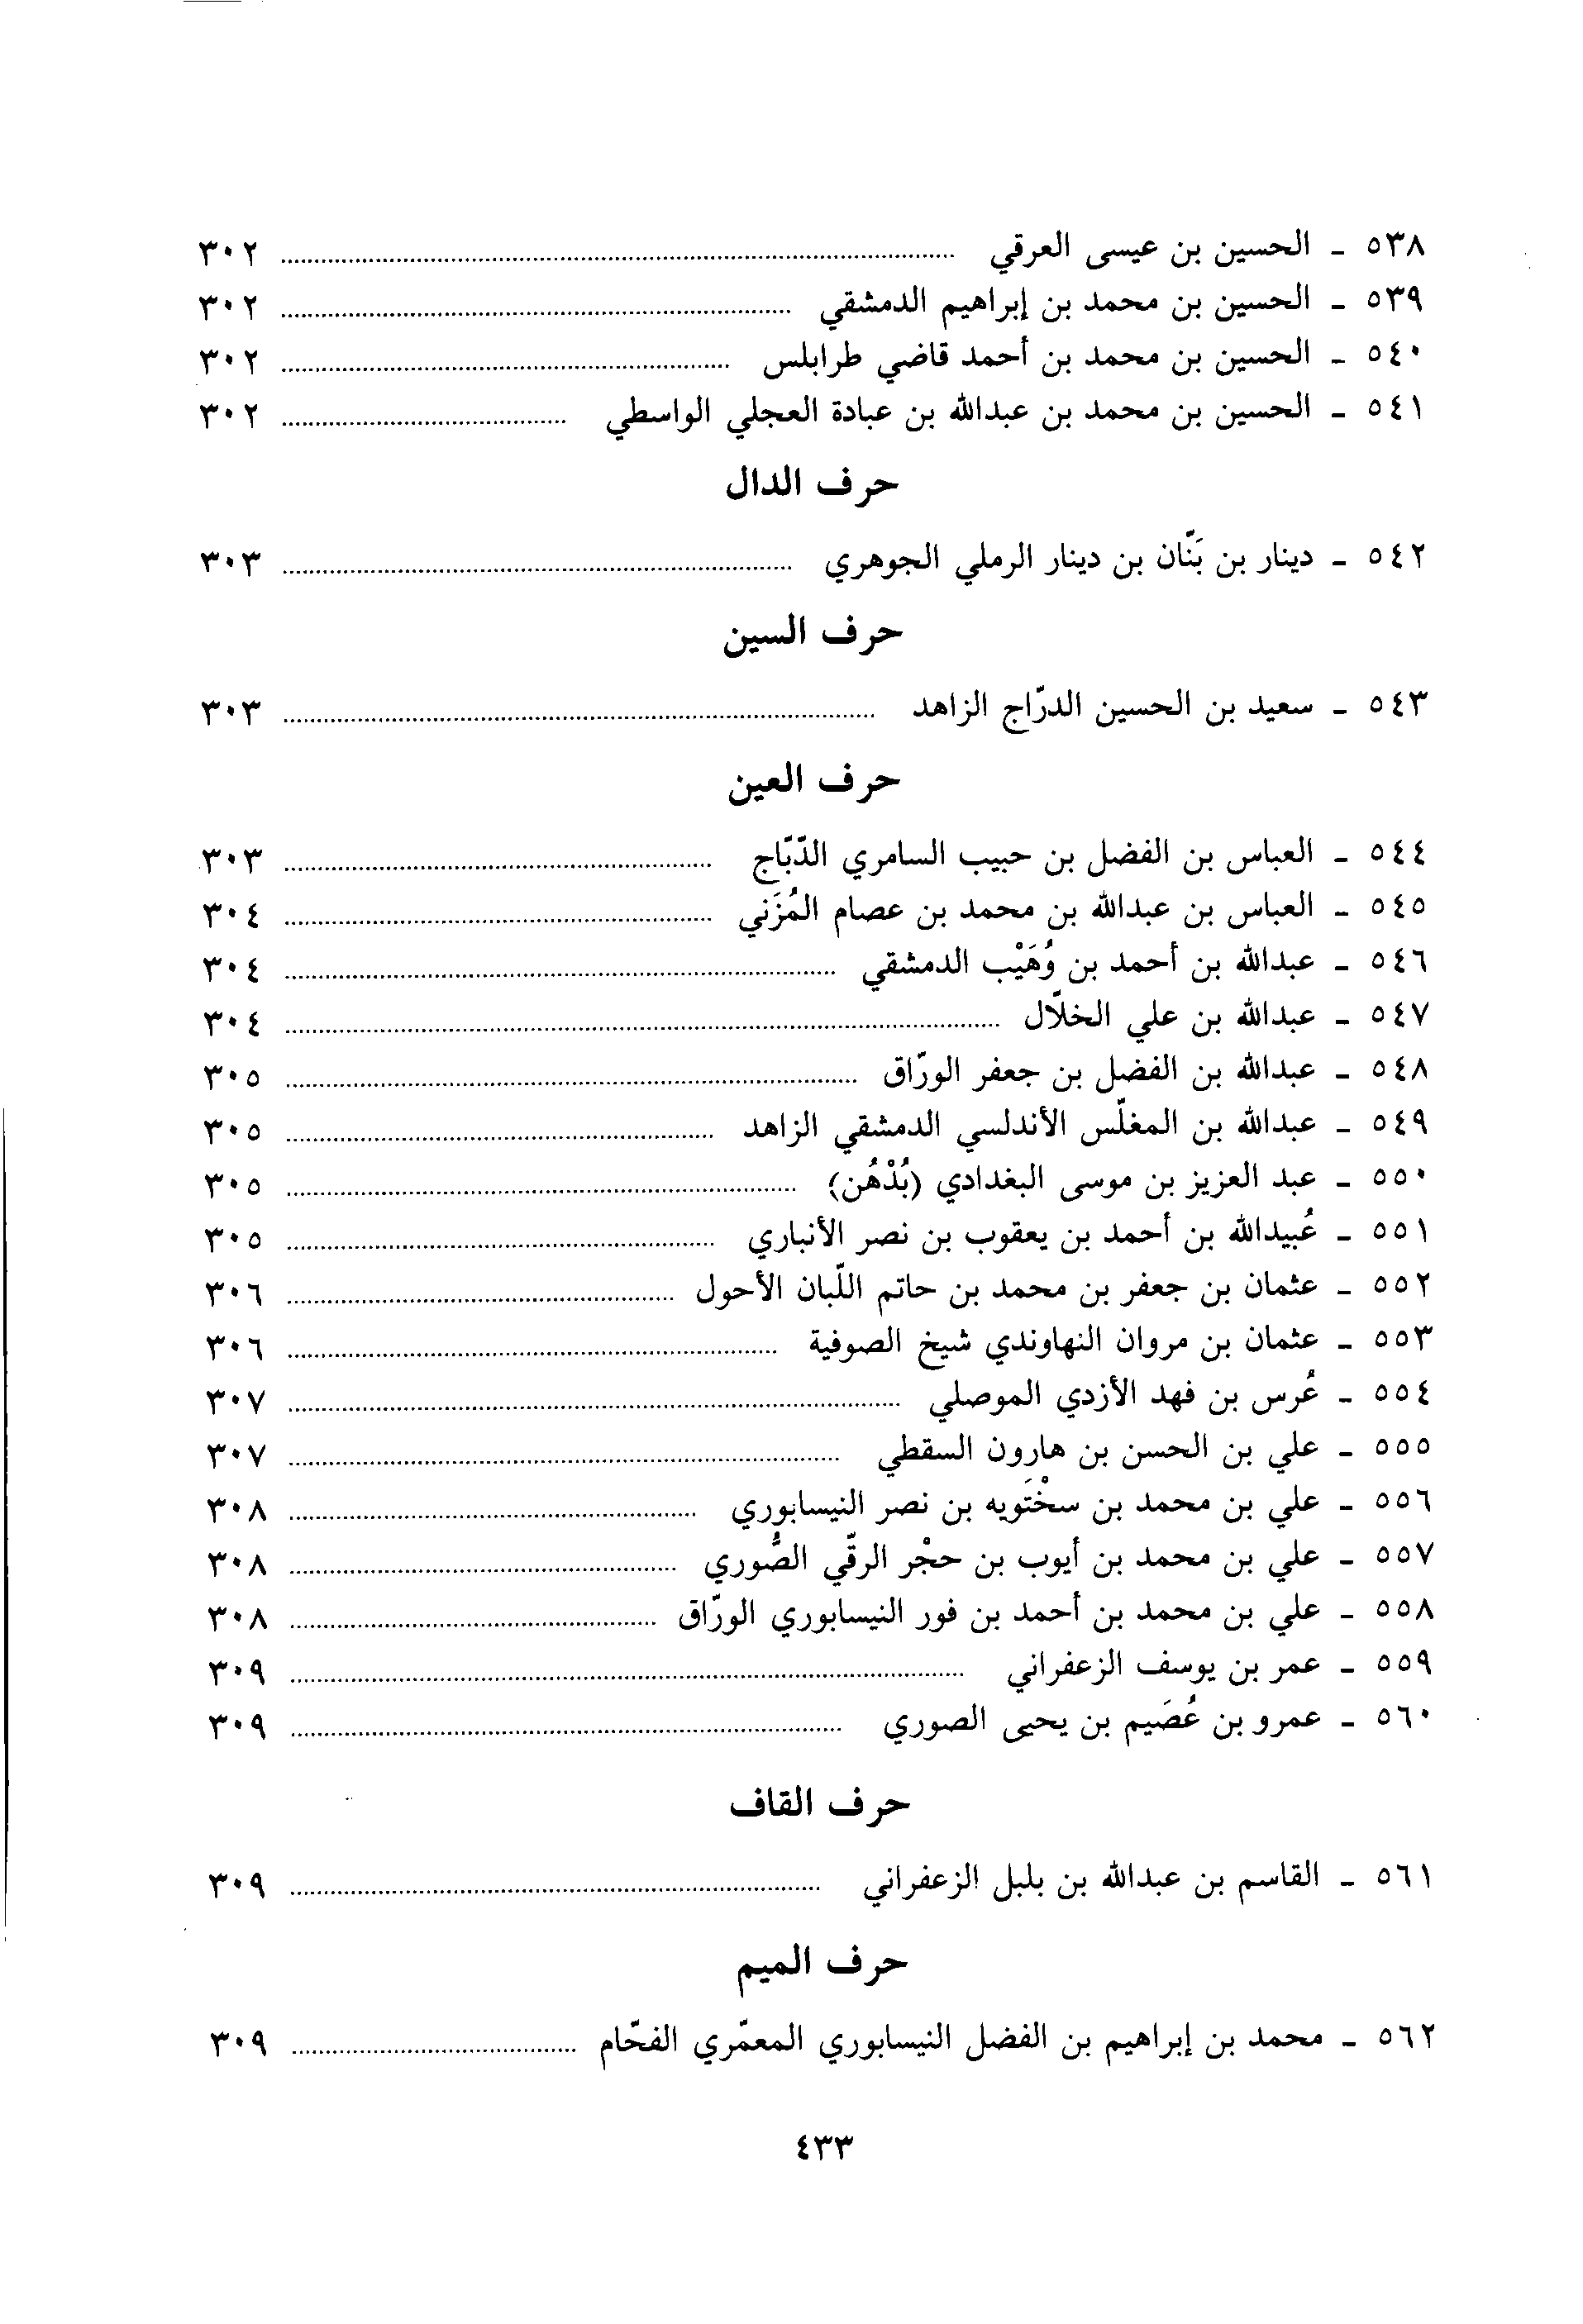 ٥٣٨ - الحسين بن عيسى العرقي ........ ٣٠٢
٥٣٩ - الحسين بن محمد بن إبراهيم الدمشقي ........ ٣٠٢
٥٤٠ - الحسين بن محمد بن أحمد قاضي طرابلس ........ ٣٠٢
٥٤١ - الحسين بن محمد بن عبدالله بن عبادة العجلي الواسطي ........ ٣٠٢
حرف الدال
٥٤٢ - دينار بن بَنّان بن دينار الرملي الجوهري ........ ٣٠٣
حرف السين
٥٤٣ - سعيد بن الحسين الدرّاج الزاهد ........ ٣٠٣
حرف العين
٥٤٤ - العباس بن الفضل بن حبيب السامري الدّبّاج ........ ٣٠٣
٥٤٥ - العباس بن عبدالله بن محمد بن عصام المُزَني ........ ٣٠٤
٥٤٦ - عبدالله بن أحمد بن وُهَيْب الدمشقي ........ ٣٠٤
٥٤٧ - عبدالله بن علي الخلّال ........ ٣٠٤
٥٤٨ - عبدالله بن الفضل بن جعفر الورّاق ........ ٣٠٥
٥٤٩ - عبدالله بن المغلّس الأندلسي الدمشقي الزاهد ........ ٣٠٥
٥٥٠ - عبد العزيز بن موسى البغدادي (بُدْهُن) ........ ٣٠٥
٥٥١ - عُبيدالله بن أحمد بن يعقوب بن نصر الأنباري ........ ٣٠٥
٥٥٢ - عثمان بن جعفر بن محمد بن حاتم اللّبان الأحول ........ ٣٠٦
٥٥٣ - عثمان بن مروان النهاوندي شيخ الصوفية ........ ٣٠٦
٥٥٤ - عُرس بن فهد الأزدي الموصلي ........ ٣٠٧
٥٥٥ - علي بن الحسن بن هارون السقطي ........ ٣٠٧
٥٥٦ - علي بن محمد بن سخْتَويه بن نصر النيسابوري ........ ٣٠٨
٥٥٧ - علي بن محمد بن أيوب بن حجْر الرقّي الصُّوري ........ ٣٠٨
٥٥٨ - علي بن محمد بن أحمد بن فور النيسابوري الورّاق ........ ٣٠٨
٥٥٩ - عمر بن يوسف الزعفراني ........ ٣٠٩
٥٦٠ - عمرو بن عُصَيم بن يحيى الصوري ........ ٣٠٩
حرف القاف
٥٦١ - القاسم بن عبدالله بن بلبل الزعفراني ........ ٣٠٩
حرف الميم
٥٦٢ - محمد بن إبراهيم بن الفضل النيسابوري المعمّري الفحّام ........ ٣٠٩
٤٣٣